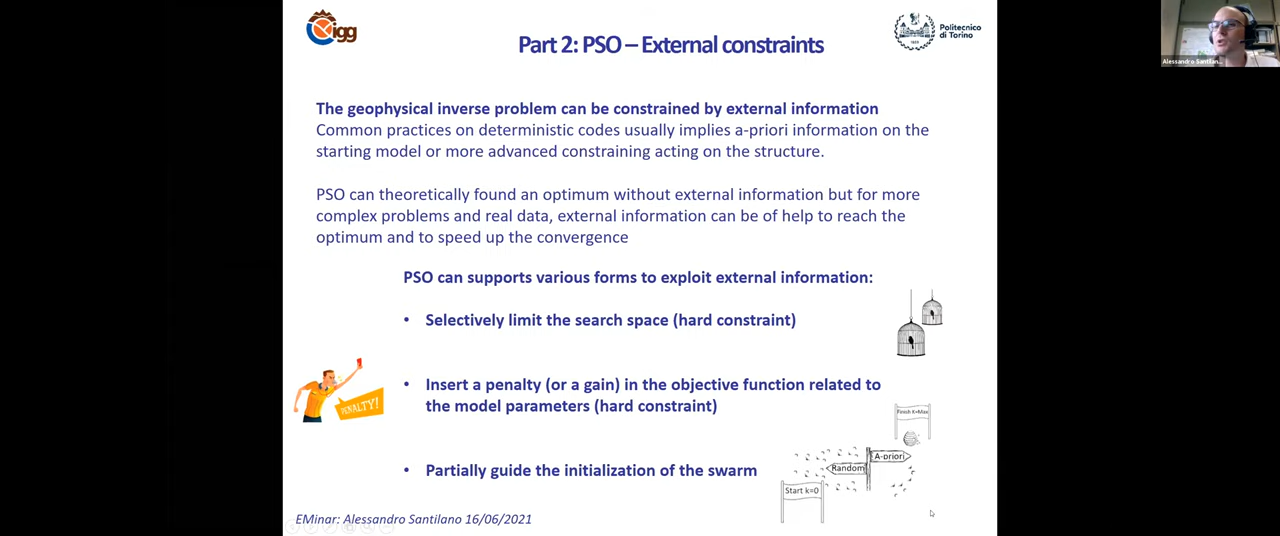 igg
Part 2: PSO – External constraints
Politecnico
di Torino
Alessandro Santilan...
The geophysical inverse problem can be constrained by external information
Common practices on deterministic codes usually implies a-priori information on the
starting model or more advanced constraining acting on the structure.
PSO can theoretically found an optimum without external information but for more
complex problems and real data, external information can be of help to reach the
optimum and to speed up the convergence
PSO can supports various forms to exploit external information:
• Selectively limit the search space (hard constraint)
PENALTY!
• Insert a penalty (or a gain) in the objective function related to
the model parameters (hard constraint)
Finish K=Max
A-priori
Random
• Partially guide the initialization of the swarm
Start k=0
EMinar: Alessandro Santilano 16/06/2021